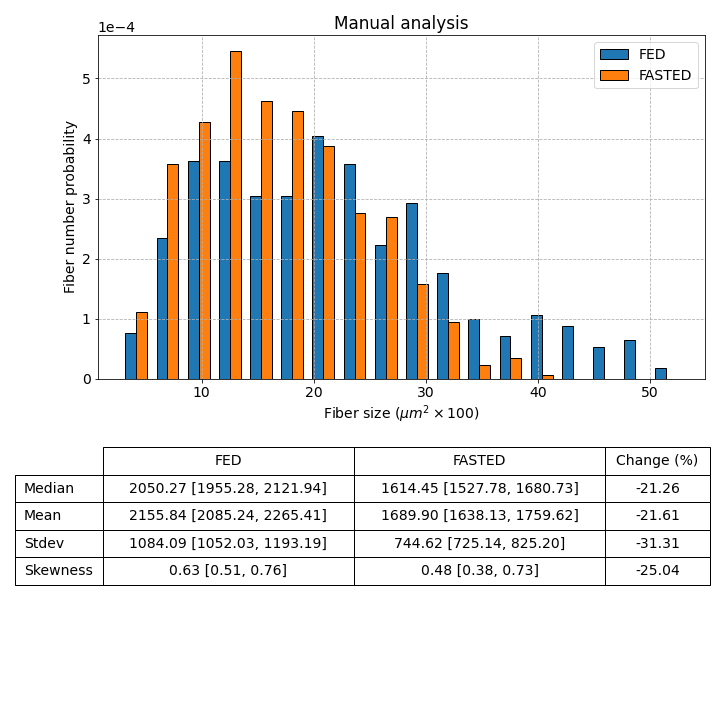 Manual analysis
1e−4
FED
FASTED
5
4
3
2
1
0
Fiber number probability
10 20 30 40 50
Fiber size (μm² × 100)
FED FASTED Change (%)
Median 2050.27 [1955.28, 2121.94] 1614.45 [1527.78, 1680.73] -21.26
Mean 2155.84 [2085.24, 2265.41] 1689.90 [1638.13, 1759.62] -21.61
Stdev 1084.09 [1052.03, 1193.19] 744.62 [725.14, 825.20] -31.31
Skewness 0.63 [0.51, 0.76] 0.48 [0.38, 0.73] -25.04